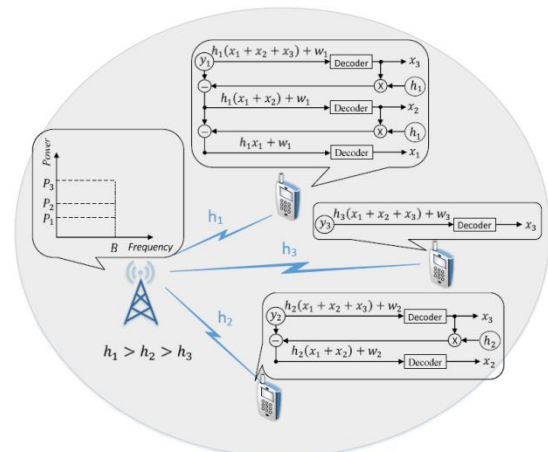 h₁(x₁ + x₂ + x₃) + w₁
y₁
Decoder
x₃
X
h₁
−
h₁(x₁ + x₂) + w₁
Decoder
x₂
−
X
h₁
h₁x₁ + w₁
Decoder
x₁
Power
P₃
P₂
P₁
B
Frequency
h₁
h₃
h₂
h₁ > h₂ > h₃
h₃(x₁ + x₂ + x₃) + w₃
y₃
Decoder
x₃
h₂(x₁ + x₂ + x₃) + w₂
y₂
Decoder
x₃
−
X
h₂
h₂(x₁ + x₂) + w₂
Decoder
x₂